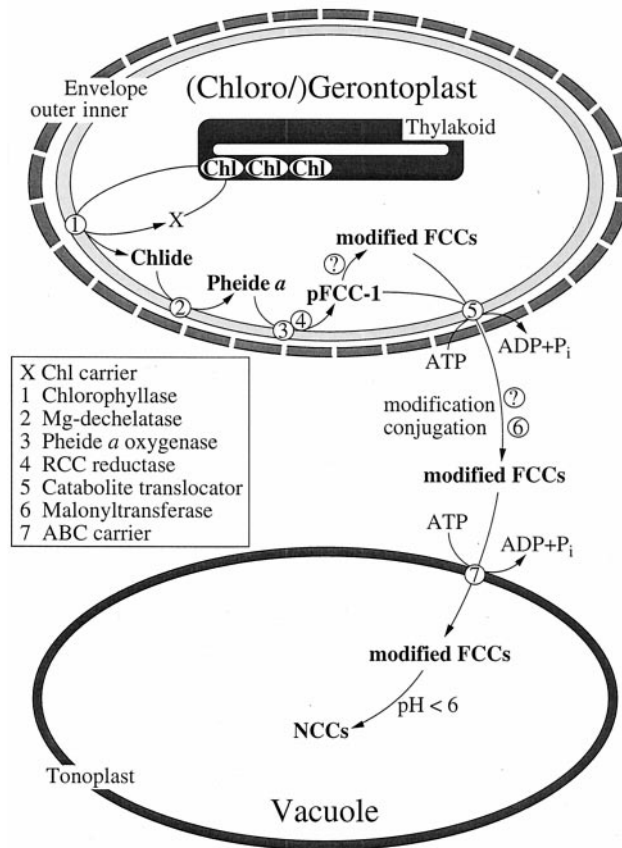 Envelope
outer inner
(Chloro/)Gerontoplast
Thylakoid
Chl Chl Chl
1
X
Chlide
modified FCCs
?
Pheide a
pFCC-1
2
3
4
5
ATP
ADP+Pi
X Chl carrier
1 Chlorophyllase
2 Mg-dechelatase
3 Pheide a oxygenase
4 RCC reductase
5 Catabolite translocator
6 Malonyltransferase
7 ABC carrier
modification ?
conjugation 6
modified FCCs
ATP
ADP+Pi
7
modified FCCs
pH < 6
NCCs
Tonoplast
Vacuole